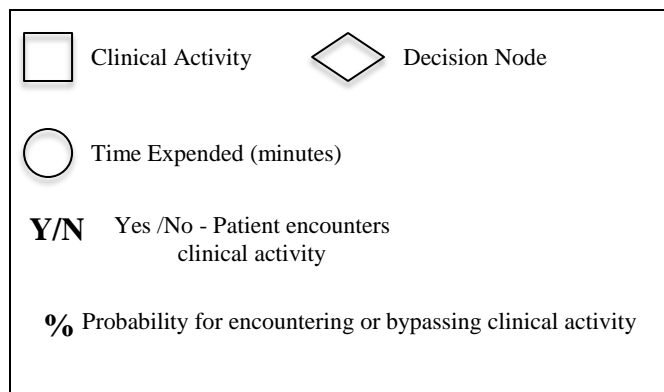 Clinical Activity
Decision Node
Time Expended (minutes)
Y/N Yes /No - Patient encounters
clinical activity
% Probability for encountering or bypassing clinical activity